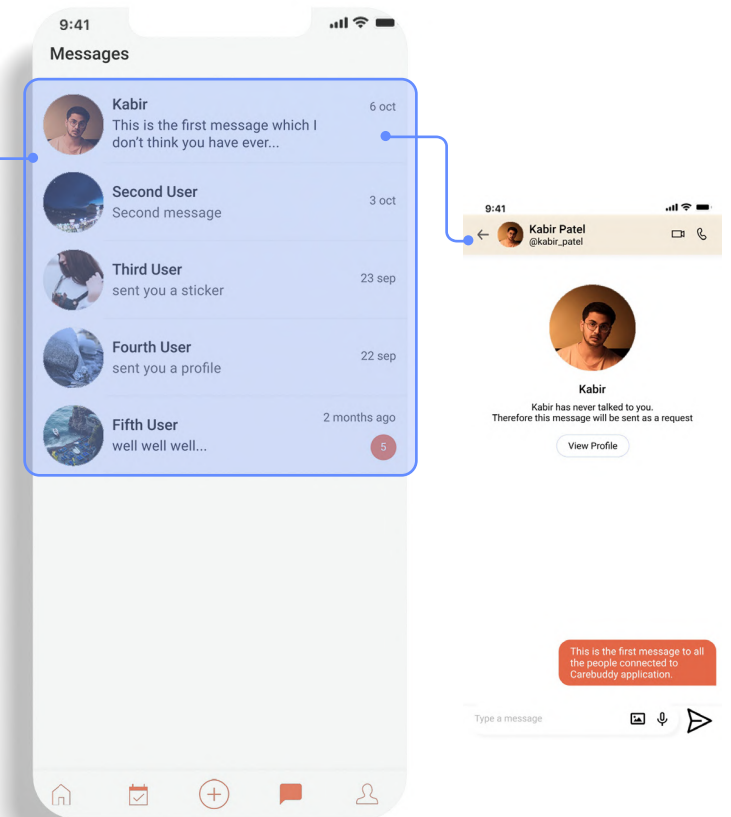 9:41
Messages
Kabir
6 oct
This is the first message which I
don't think you have ever...
Second User
3 oct
Second message
Third User
23 sep
sent you a sticker
Fourth User
22 sep
sent you a profile
Fifth User
2 months ago
well well well...
5
9:41
Kabir Patel
@kabir_patel
Kabir
Kabir has never talked to you.
Therefore this message will be sent as a request
View Profile
This is the first message to all
the people connected to
Carebuddy application.
Type a message